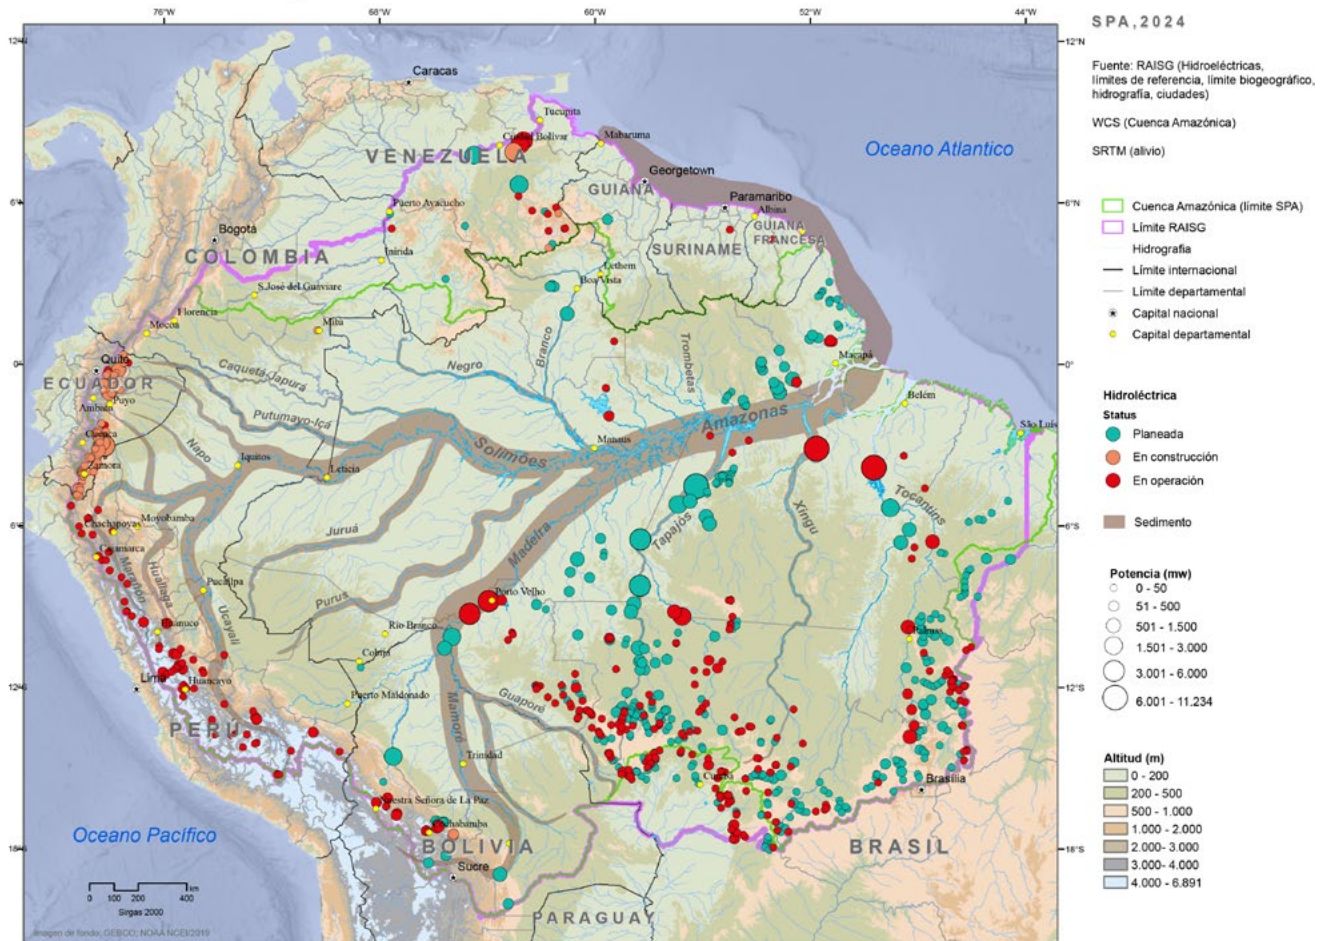 76°W
68°W
60°W
52°W
44°W
SPA, 2024
12°N
12°N
Caracas
Fuente: RAISG (Hidroeléctricas,
límites de referencia, límite biogeográfico,
hidrografía, ciudades)
WCS (Cuenca Amazónica)
SRTM (alivio)
Tucupita
Ciudad Bolívar
Mabaruma
VENEZUELA
Oceano Atlantico
Georgetown
GUIANA
Paramaribo
6°N
6°N
Puerto Ayacucho
Albina
Bogotá
GUIANA
FRANCESA
SURINAME
COLOMBIA
Inirida
Lethem
Boa Vista
S.José del Guaviare
Cuenca Amazónica (límite SPA)
Límite RAISG
Hidrografia
Límite internacional
Límite departamental
Capital nacional
Capital departamental
Florencia
Mocoa
Mitú
Branco
Trombetas
Macapá
0°
0°
Quito
Caquetá-Japurá
Negro
ECUADOR
Puyo
Ambato
Putumayo-Içá
Belém
Amazonas
São Luís
Hidroeléctrica
Status
Planeada
En construcción
En operación
Sedimento
Cuenca
Napo
Solimões
Manaus
Zamora
Iquitos
Leticia
Tocantins
Xingu
Tapajós
Madeira
Juruá
6°S
6°S
Chachapoyas
Moyobamba
Cajamarca
Marañón
Huallaga
Pucallpa
Ucayali
Purus
Porto Velho
Potencia (mw)
0 - 50
51 - 500
501 - 1.500
1.501 - 3.000
3.001 - 6.000
6.001 - 11.234
Huánuco
Rio Branco
Cobija
Palmas
Lima
Huancayo
12°S
12°S
Puerto Maldonado
Mamoré
Guaporé
PERÚ
Trinidad
Cuiabá
Brasília
Nuestra Señora de La Paz
Cochabamba
Oceano Pacífico
BOLIVIA
BRASIL
18°S
18°S
Sucre
Altitud (m)
0 - 200
200 - 500
500 - 1.000
1.000 - 2.000
2.000 - 3.000
3.000- 4.000
4.000 - 6.891
0 100 200 400 km
Sirgas 2000
PARAGUAY
Imagen de fondo; GEBCO; NOAA NCEI/2019